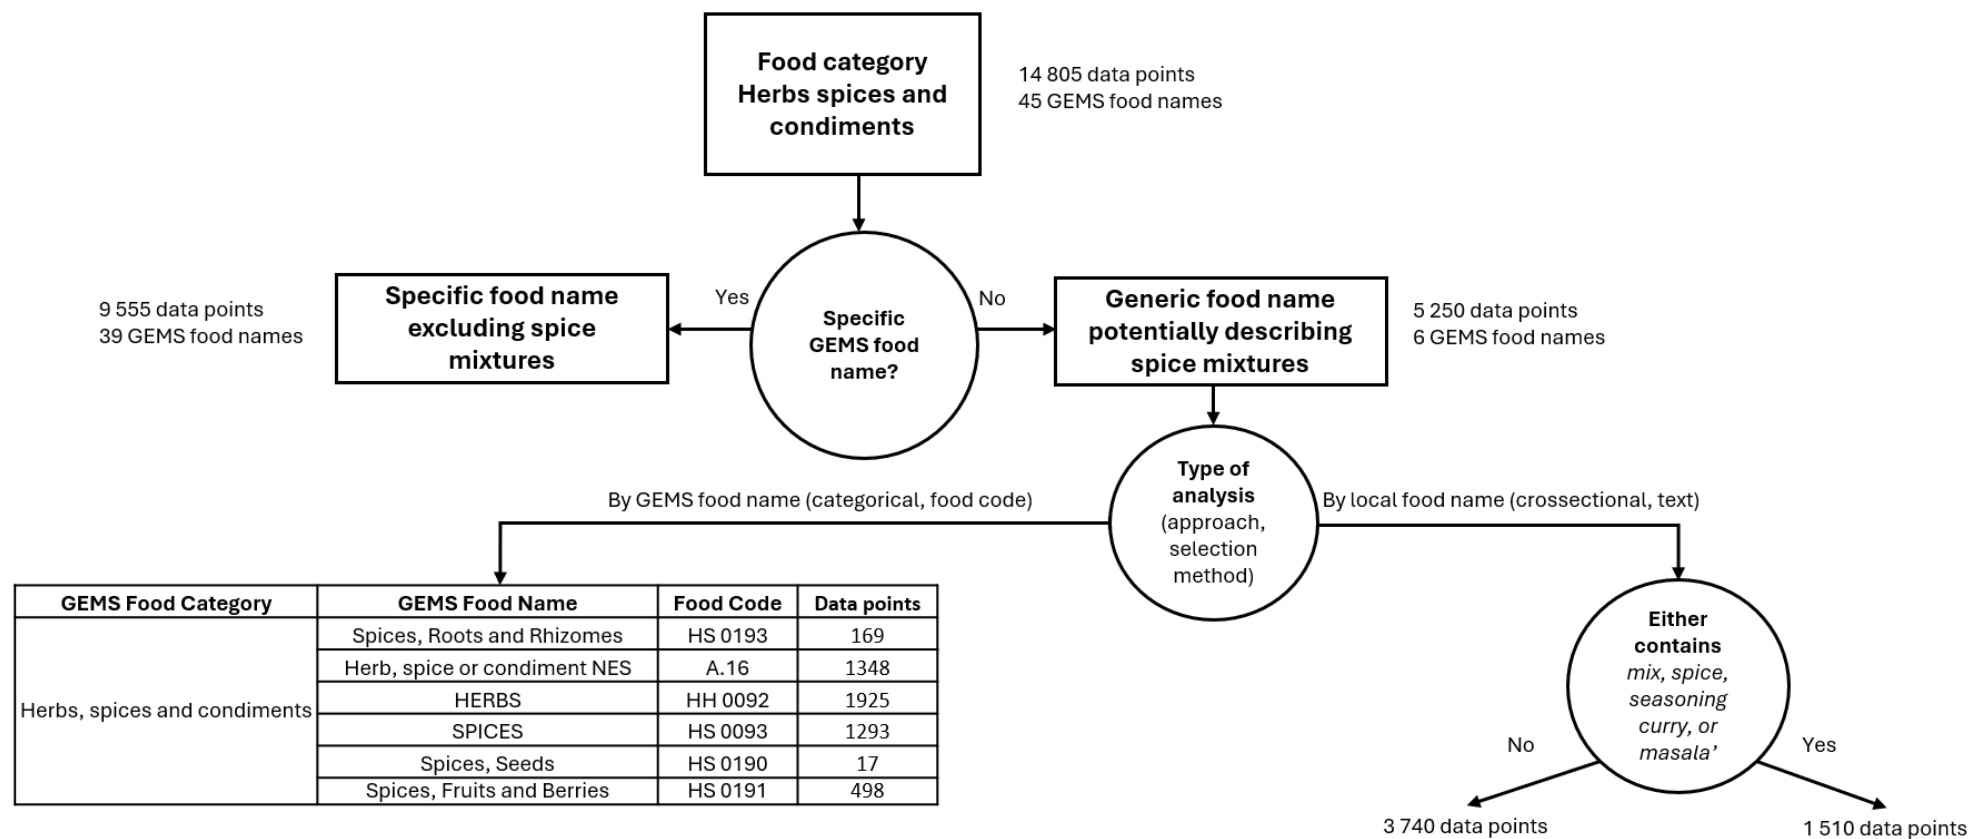 Food category
Herbs spices and
condiments
14 805 data points
45 GEMS food names
Specific
GEMS food
name?
Yes
No
Specific food name
excluding spice
mixtures
9 555 data points
39 GEMS food names
Generic food name
potentially describing
spice mixtures
5 250 data points
6 GEMS food names
Type of
analysis
(approach,
selection
method)
By GEMS food name (categorical, food code)
By local food name (crossectional, text)
GEMS Food Category GEMS Food Name Food Code Data points
Herbs, spices and condiments
Spices, Roots and Rhizomes HS 0193 169
Herb, spice or condiment NES A.16 1348
HERBS HH 0092 1925
SPICES HS 0093 1293
Spices, Seeds HS 0190 17
Spices, Fruits and Berries HS 0191 498
Either
contains
mix, spice,
seasoning
curry, or
masala’
No
Yes
3 740 data points
1 510 data points